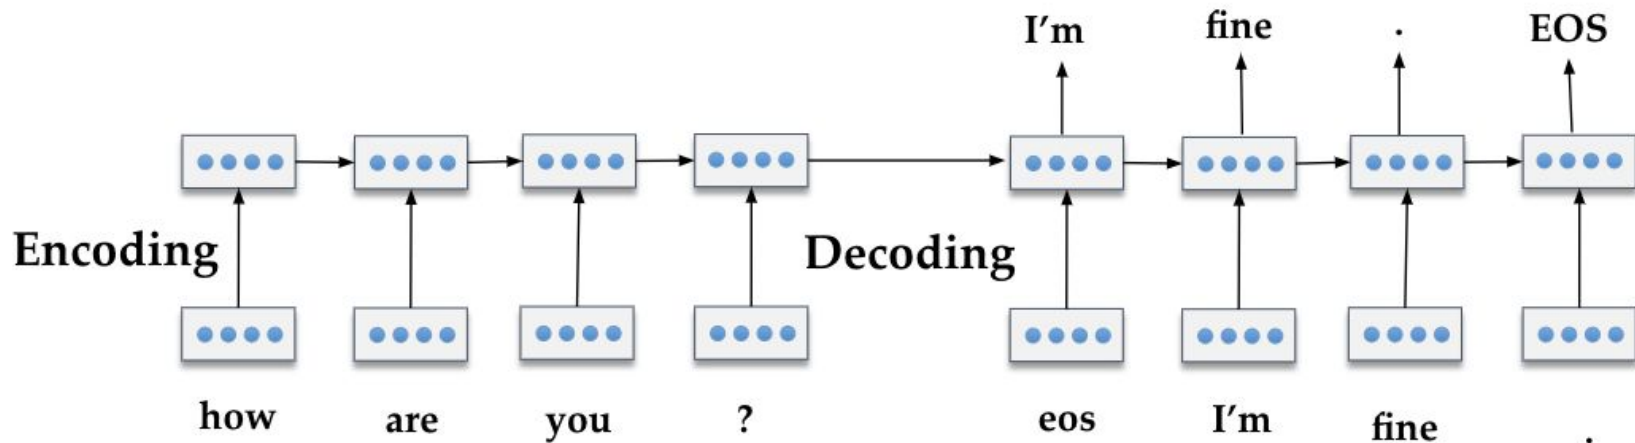 I’m fine . EOS
Encoding Decoding
how are you ? eos I’m fine .